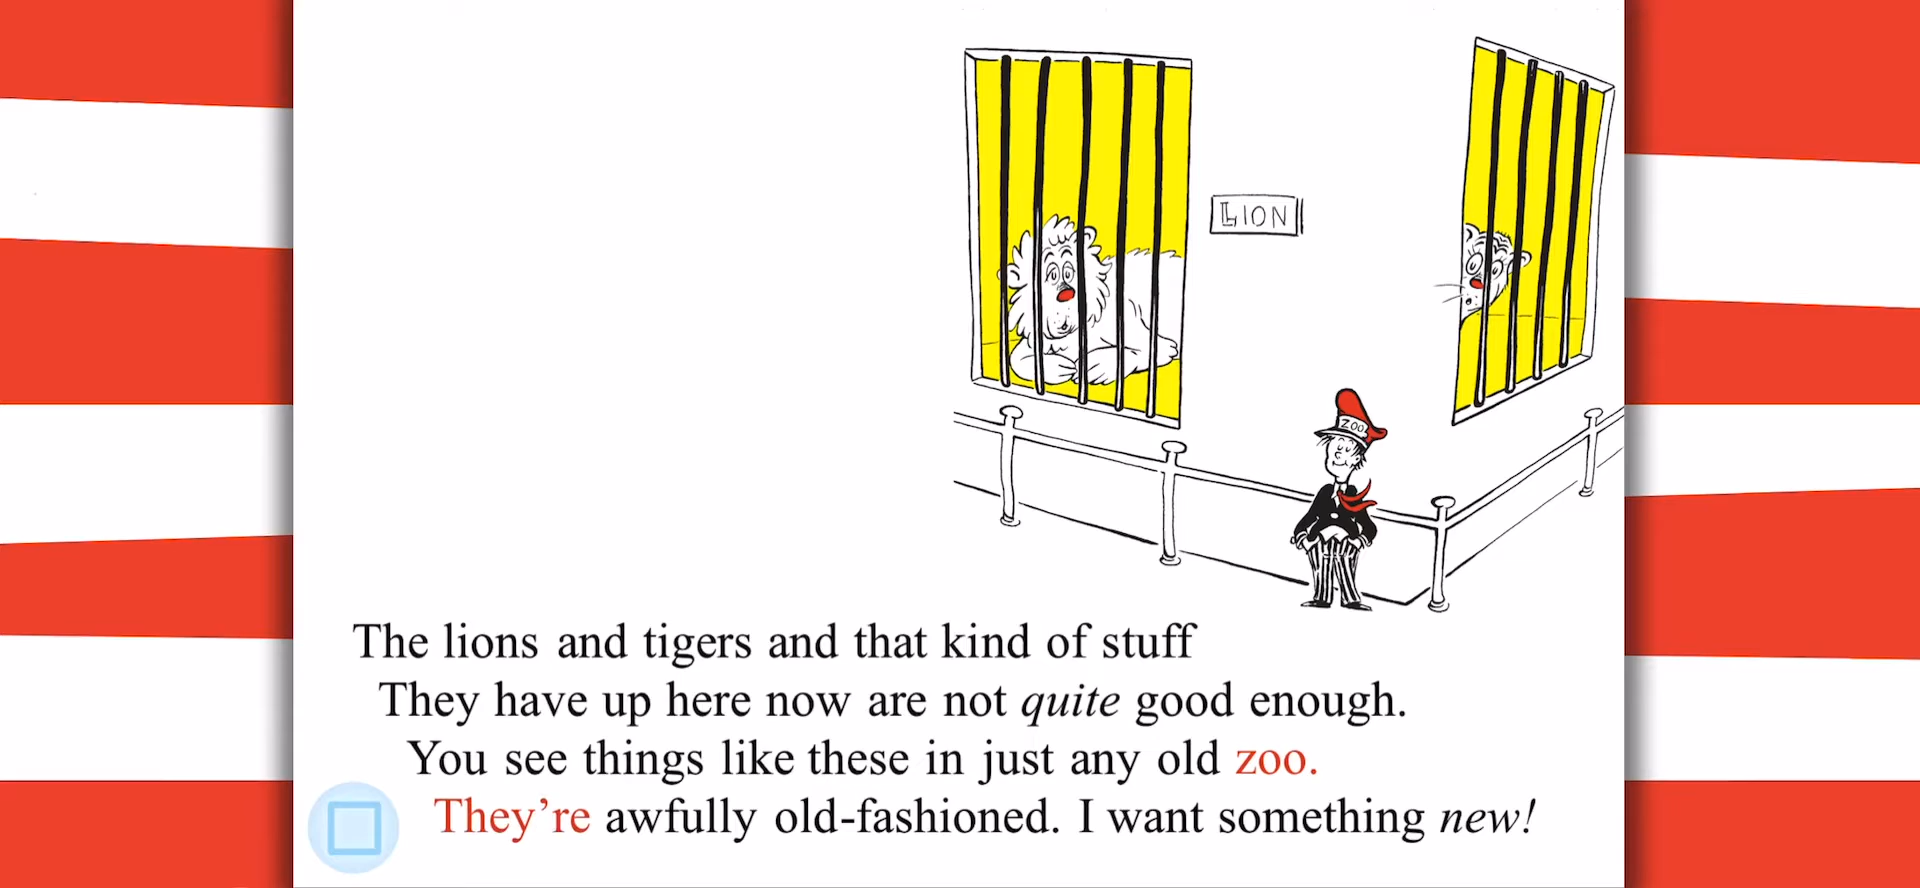 LION
ZOO
The lions and tigers and that kind of stuff
They have up here now are not quite good enough.
You see things like these in just any old zoo.
They’re awfully old-fashioned. I want something new!